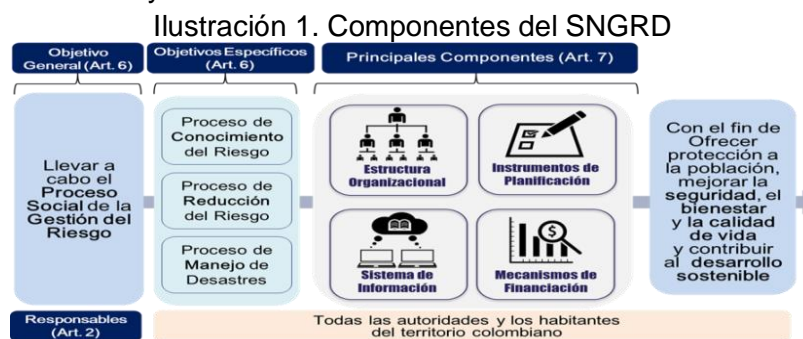 Ilustración 1. Componentes del SNGRD
Objetivo
General (Art. 6)
Objetivos Específicos
(Art. 6)
Principales Componentes (Art. 7)
Llevar a
cabo el
Proceso
Social de la
Gestión del
Riesgo
Proceso de
Conocimiento
del Riesgo
Proceso de
Reducción
del Riesgo
Proceso de
Manejo de
Desastres
Estructura
Organizacional
Instrumentos de
Planificación
Sistema de
Información
Mecanismos de
Financiación
Con el fin de
Ofrecer
protección a
la población,
mejorar la
seguridad, el
bienestar
y la calidad
de vida
y contribuir
al desarrollo
sostenible
Responsables
(Art. 2)
Todas las autoridades y los habitantes
del territorio colombiano